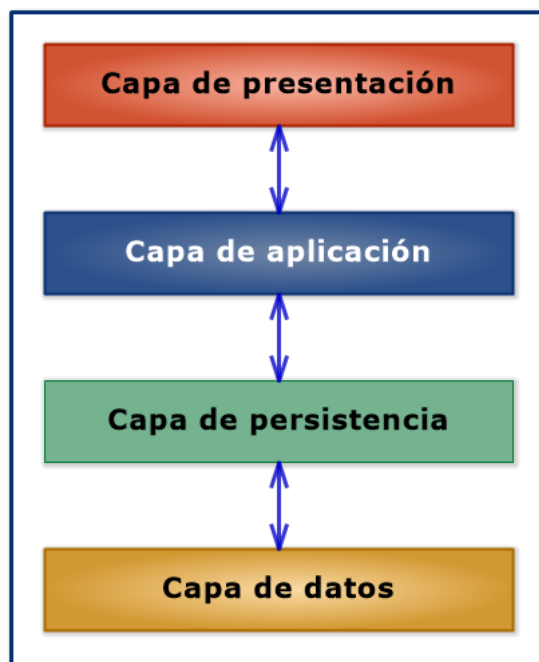 Capa de presentación
Capa de aplicación
Capa de persistencia
Capa de datos